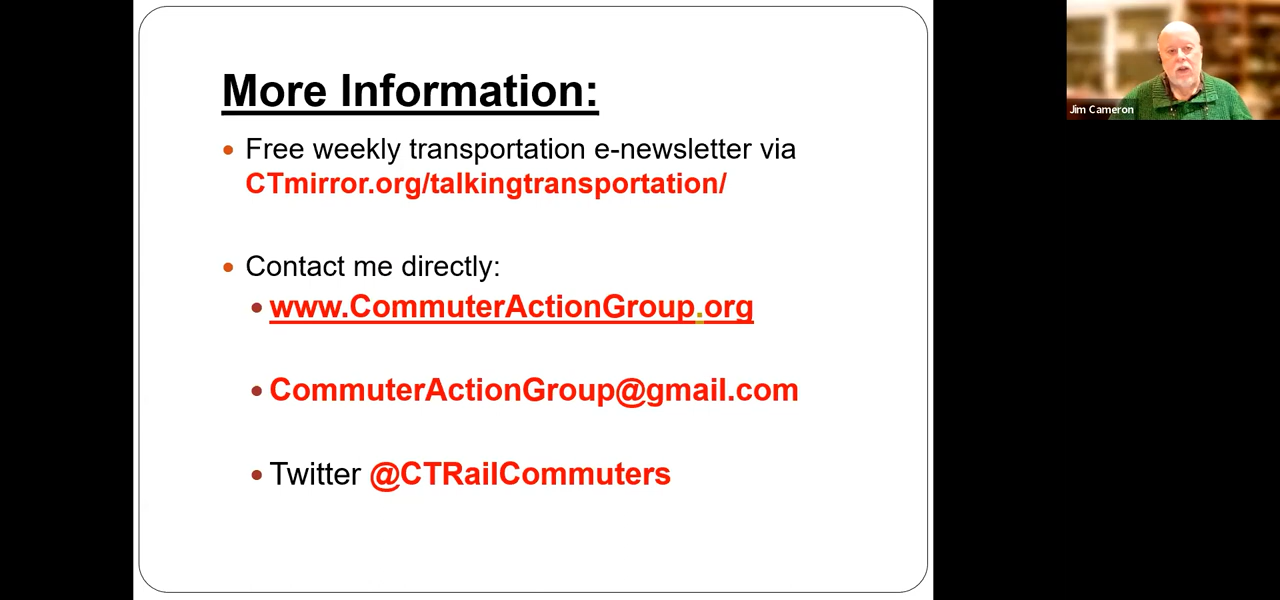 More Information:
Free weekly transportation e-newsletter via
CTmirror.org/talkingtransportation/
Contact me directly:
www.CommuterActionGroup.org
CommuterActionGroup@gmail.com
Twitter @CTRailCommuters
Jim Cameron